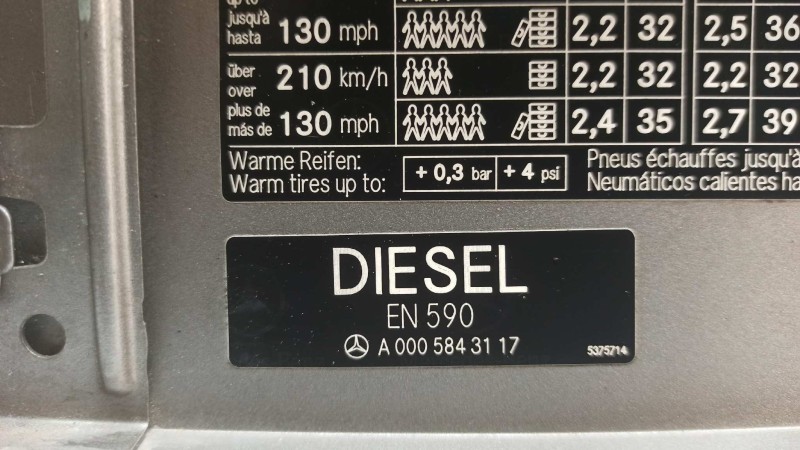 jusqu'à
hasta 130 mph 2,2 32 2,5 36
über
over 210 km/h 2,2 32 2,2 32
plus de
más de 130 mph 2,4 35 2,7 39
Warme Reifen:
Warm tires up to: + 0,3 bar + 4 psi
Pneus échauffes jusqu'à
Neumáticos calientes ha
DIESEL
EN 590
A 000 584 31 17
5375714